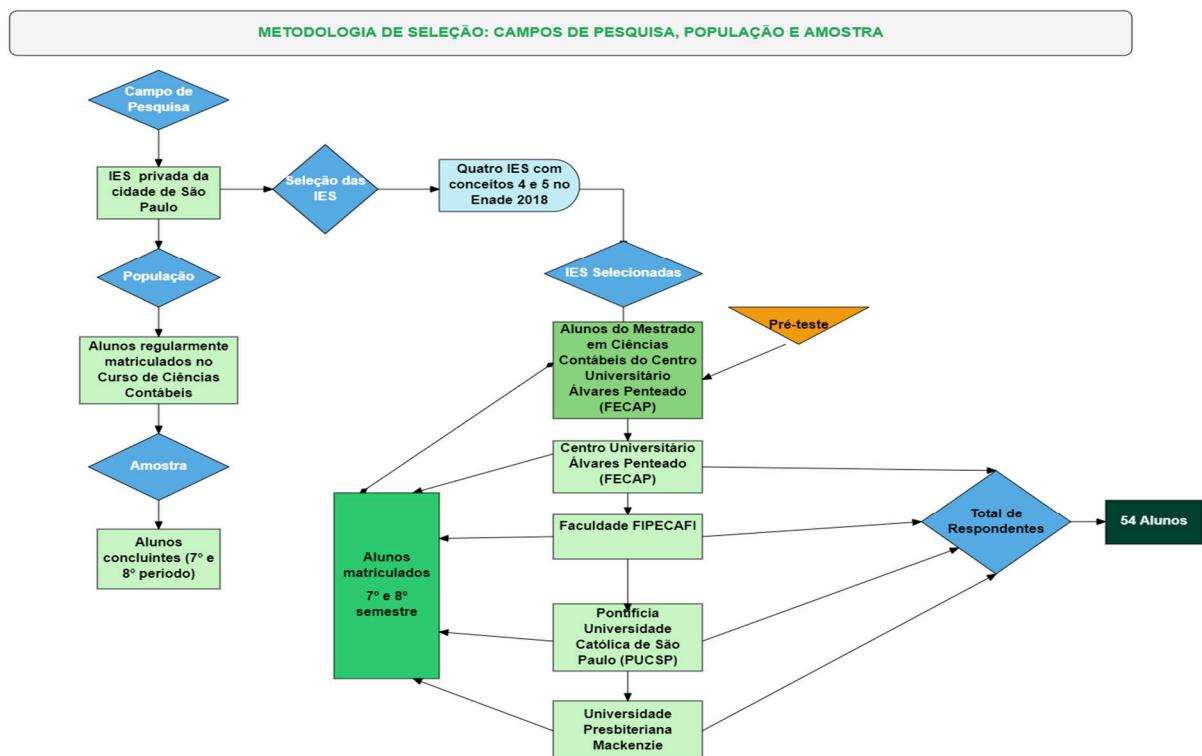 METODOLOGIA DE SELEÇÃO: CAMPOS DE PESQUISA, POPULAÇÃO E AMOSTRA
Campo de
Pesquisa
IES privada da
cidade de São
Paulo
Seleção das
IES
Quatro IES com
conceitos 4 e 5 no
Enade 2018
População
IES Selecionadas
Alunos regularmente
matriculados no
Curso de Ciências
Contábeis
Alunos do Mestrado
em Ciências
Contábeis do Centro
Universitário
Álvares Penteado
(FECAP)
Pré-teste
Amostra
Centro Universitário
Álvares Penteado
(FECAP)
Alunos
concluintes (7º e
8º período)
Alunos
matriculados
7º e 8º
semestre
Faculdade FIPECAFI
Total de
Respondentes
54 Alunos
Pontifícia
Universidade
Católica de São
Paulo (PUCSP)
Universidade
Presbiteriana
Mackenzie